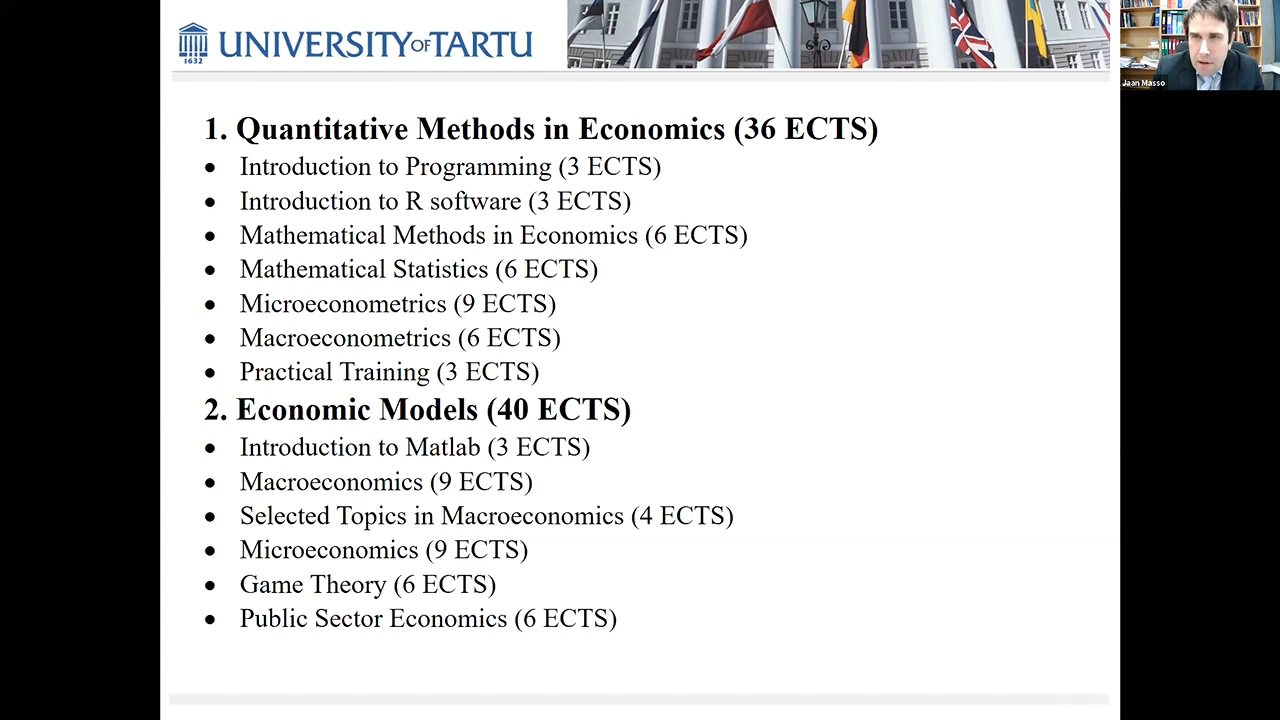 UNIVERSITY OF TARTU
1632
Jaan Masso
1. Quantitative Methods in Economics (36 ECTS)
• Introduction to Programming (3 ECTS)
• Introduction to R software (3 ECTS)
• Mathematical Methods in Economics (6 ECTS)
• Mathematical Statistics (6 ECTS)
• Microeconometrics (9 ECTS)
• Macroeconometrics (6 ECTS)
• Practical Training (3 ECTS)
2. Economic Models (40 ECTS)
• Introduction to Matlab (3 ECTS)
• Macroeconomics (9 ECTS)
• Selected Topics in Macroeconomics (4 ECTS)
• Microeconomics (9 ECTS)
• Game Theory (6 ECTS)
• Public Sector Economics (6 ECTS)